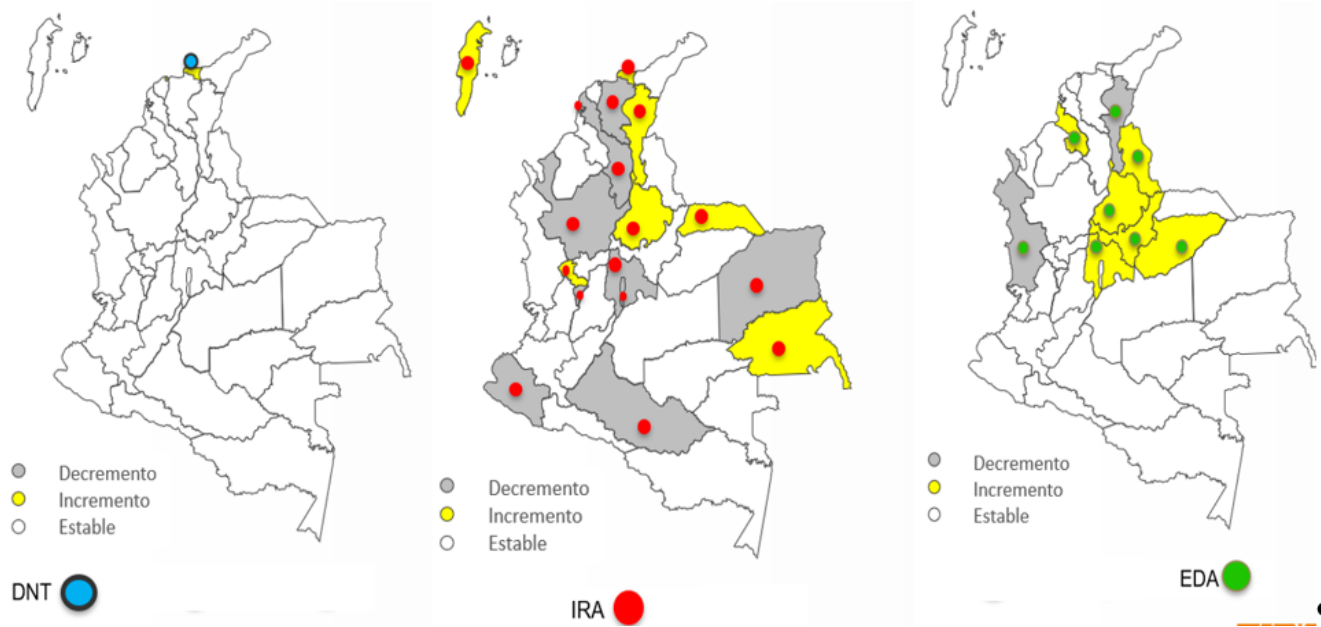 Decremento
Incremento
Estable
DNT
Decremento
Incremento
Estable
IRA
Decremento
Incremento
Estable
EDA